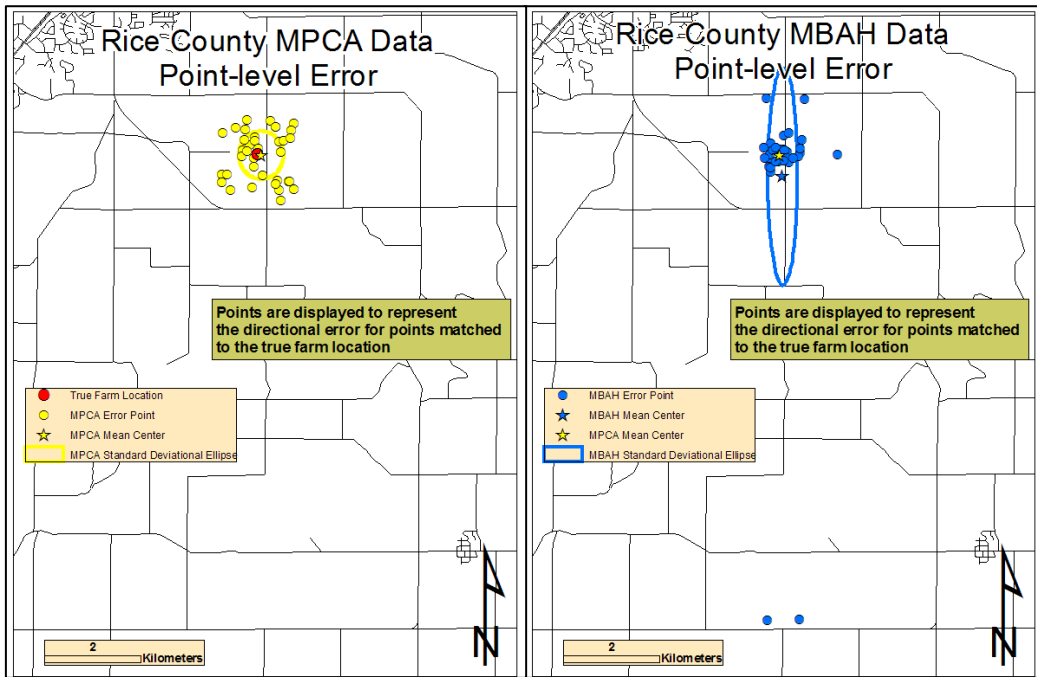 Rice County MPCA Data
Point-level Error
Points are displayed to represent
the directional error for points matched
to the true farm location
True Farm Location
MPCA Error Point
MPCA Mean Center
MPCA Standard Deviational Ellipse
2
Kilometers
N
Rice County MBAH Data
Point-level Error
Points are displayed to represent
the directional error for points matched
to the true farm location
MBAH Error Point
MBAH Mean Center
MPCA Mean Center
MBAH Standard Deviational Ellipse
2
Kilometers
N